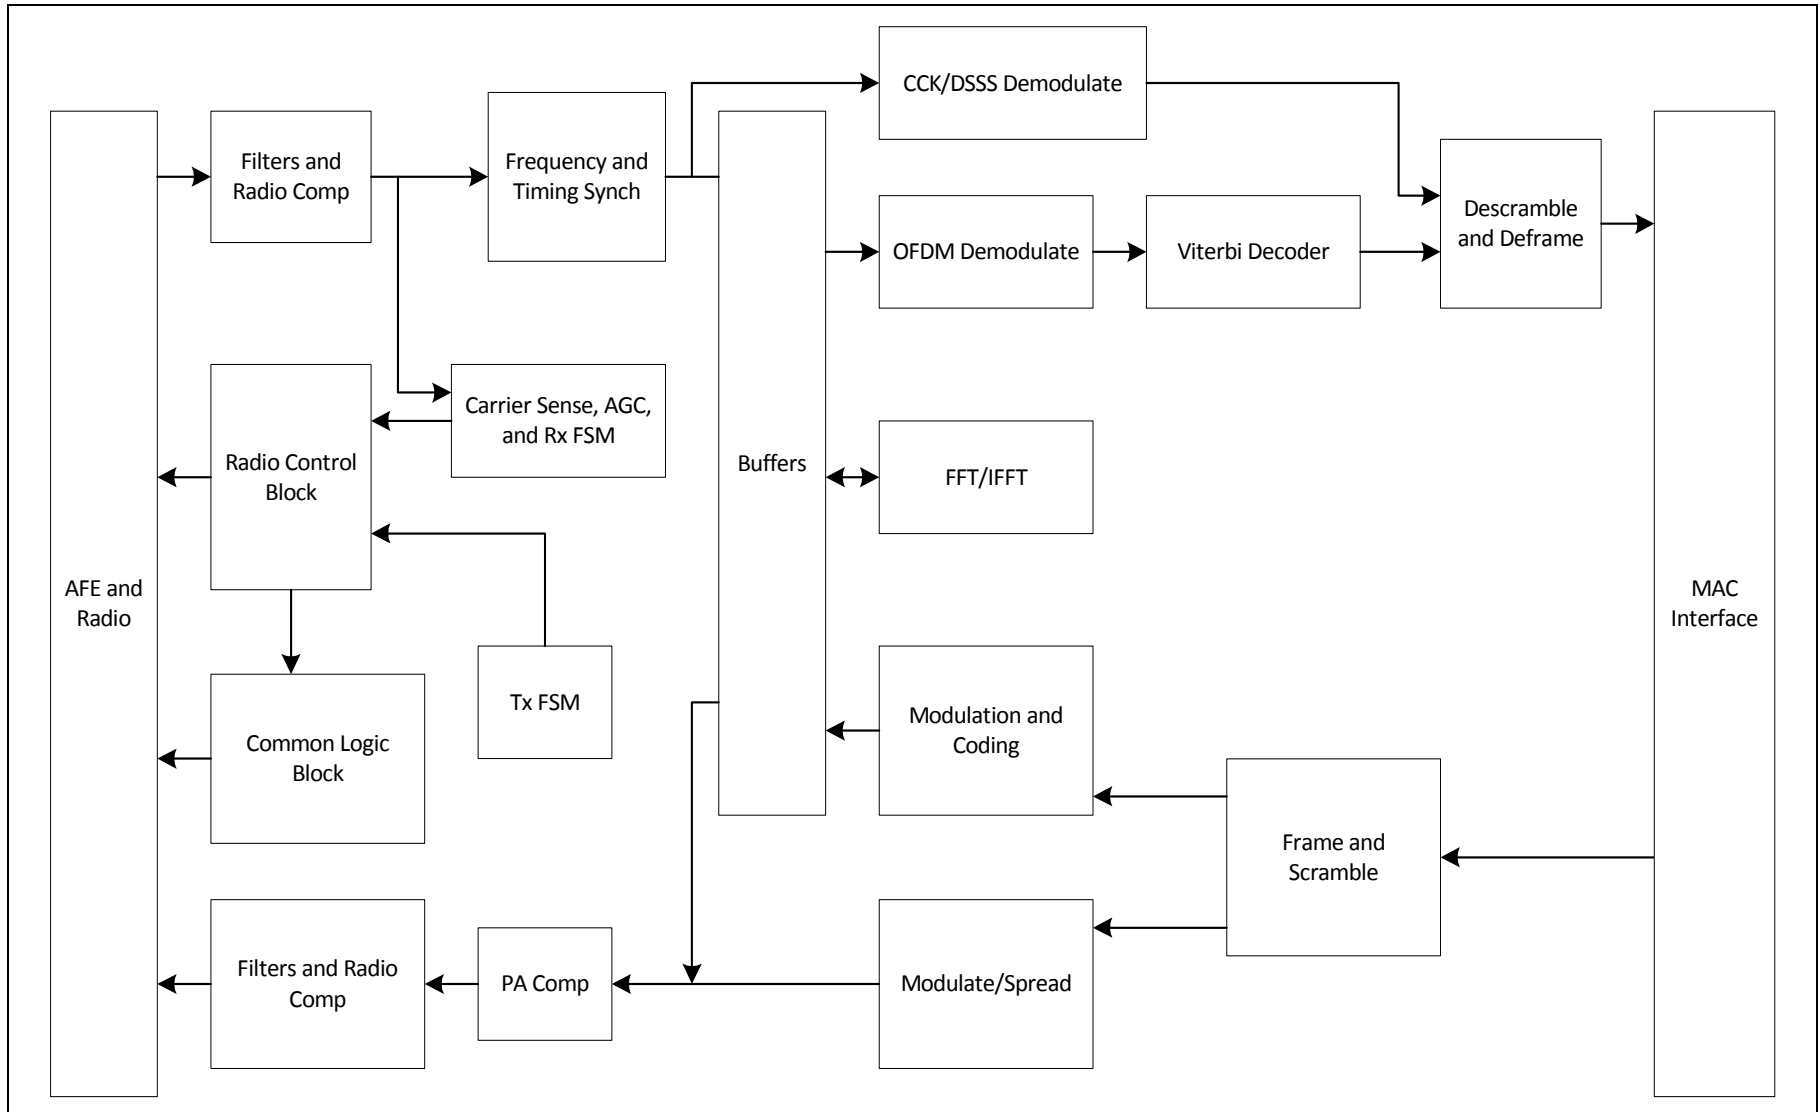 CCK/DSSS Demodulate
Filters and
Radio Comp
Frequency and
Timing Synch
Descramble
and Deframe
OFDM Demodulate
Viterbi Decoder
Carrier Sense, AGC,
and Rx FSM
Radio Control
Block
Buffers
FFT/IFFT
AFE and
Radio
MAC
Interface
Tx FSM
Modulation and
Coding
Common Logic
Block
Frame and
Scramble
Filters and Radio
Comp
PA Comp
Modulate/Spread